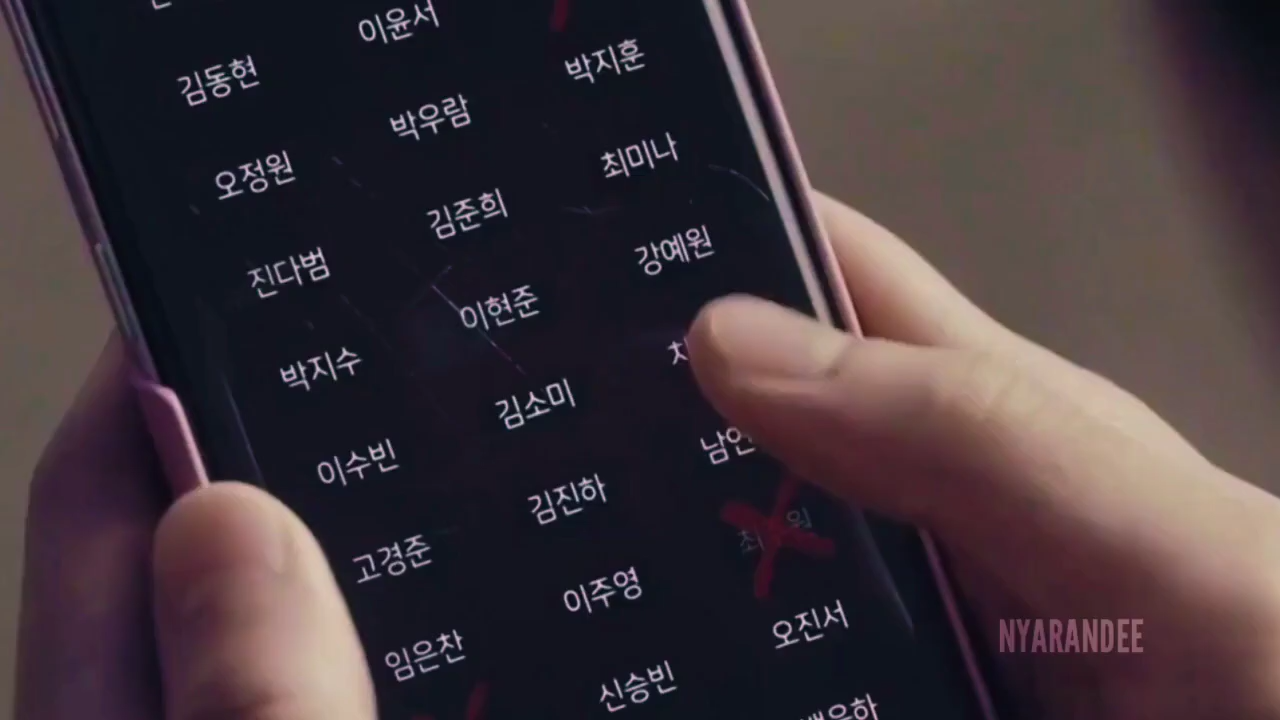 이윤서
김동현
박지훈
박우람
오정원
최미나
김준희
진다범
강예원
이현준
박지수
김소미
이수빈
김진하
고경준
이주영
오진서
임은찬
신승빈
NYARANDEE